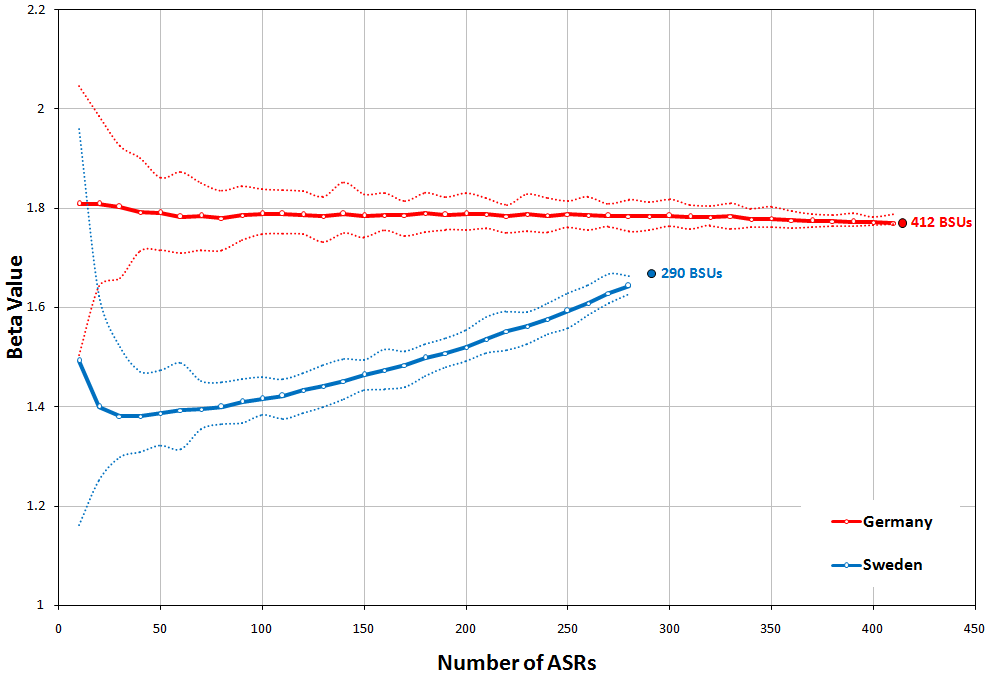 2.2
2
1.8
1.6
1.4
1.2
1
Beta Value
412 BSUs
290 BSUs
Germany
Sweden
0 50 100 150 200 250 300 350 400 450
Number of ASRs